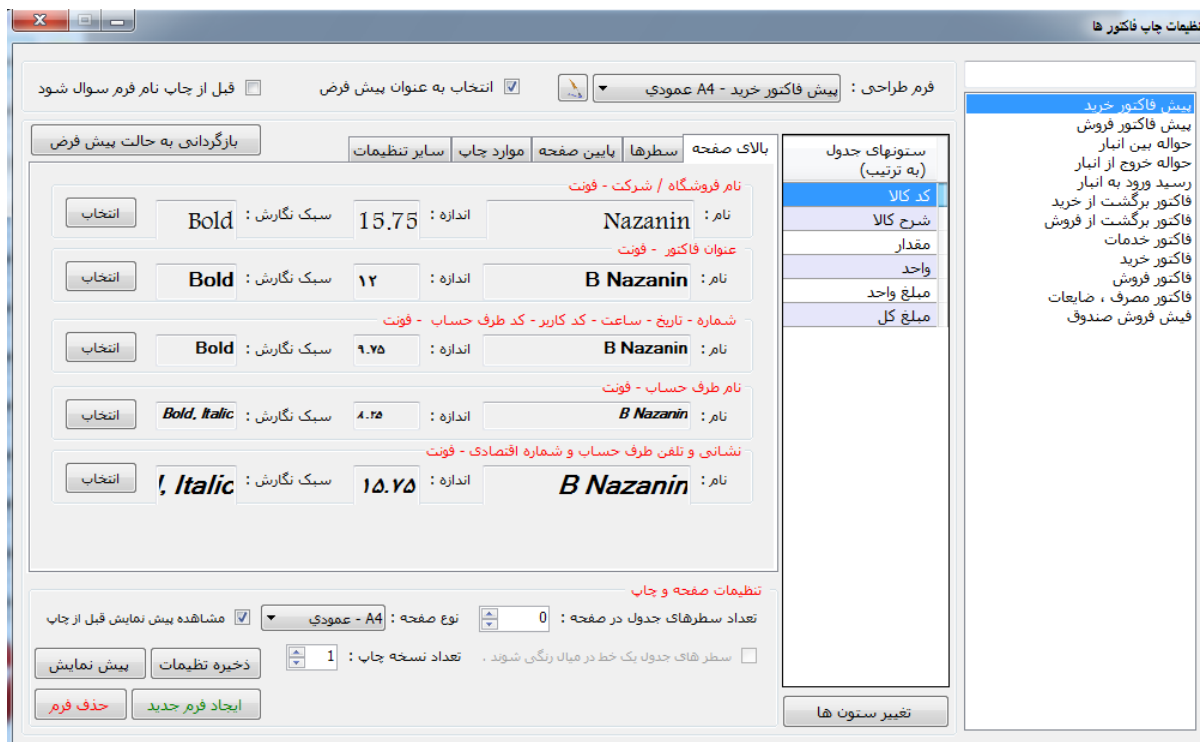 تنظیمات چاپ فاکتور ها
پیش فاکتور خرید
پیش فاکتور فروش
حواله بین انبار
حواله خروج از انبار
رسید ورود به انبار
فاکتور برگشت از خرید
فاکتور برگشت از فروش
فاکتور خدمات
فاکتور خرید
فاکتور فروش
فاکتور مصرف ، ضایعات
فیش فروش صندوق
فرم طراحی : پیش فاکتور خرید - A4 عمودي انتخاب به عنوان پیش فرض قبل از چاپ نام فرم سوال شود
ستونهای جدول
(به ترتیب)
کد کالا
شرح کالا
مقدار
واحد
مبلغ واحد
مبلغ کل
تغییر ستون ها
بالای صفحه سطرها پایین صفحه موارد چاپ سایر تنظیمات بازگردانی به حالت پیش فرض
نام فروشگاه / شرکت - فونت
نام : Nazanin اندازه : 15.75 سبک نگارش : Bold انتخاب
عنوان فاکتور - فونت
نام : B Nazanin اندازه : ۱۲ سبک نگارش : Bold انتخاب
شماره - تاریخ - ساعت - کد کاربر - کد طرف حساب - فونت
نام : B Nazanin اندازه : ۹.۷۵ سبک نگارش : Bold انتخاب
نام طرف حساب - فونت
نام : B Nazanin اندازه : ۸.۲۵ سبک نگارش : Bold, Italic انتخاب
نشانی و تلفن طرف حساب و شماره اقتصادی - فونت
نام : B Nazanin اندازه : ۱۵.۷۵ سبک نگارش : , Italic انتخاب
تنظیمات صفحه و چاپ
تعداد سطرهای جدول در صفحه : 0 نوع صفحه : A4 - عمودي مشاهده پیش نمایش قبل از چاپ
سطر های جدول یک خط در میان رنگی شوند . تعداد نسخه چاپ : 1 ذخیره تظیمات پیش نمایش
ایجاد فرم جدید حذف فرم